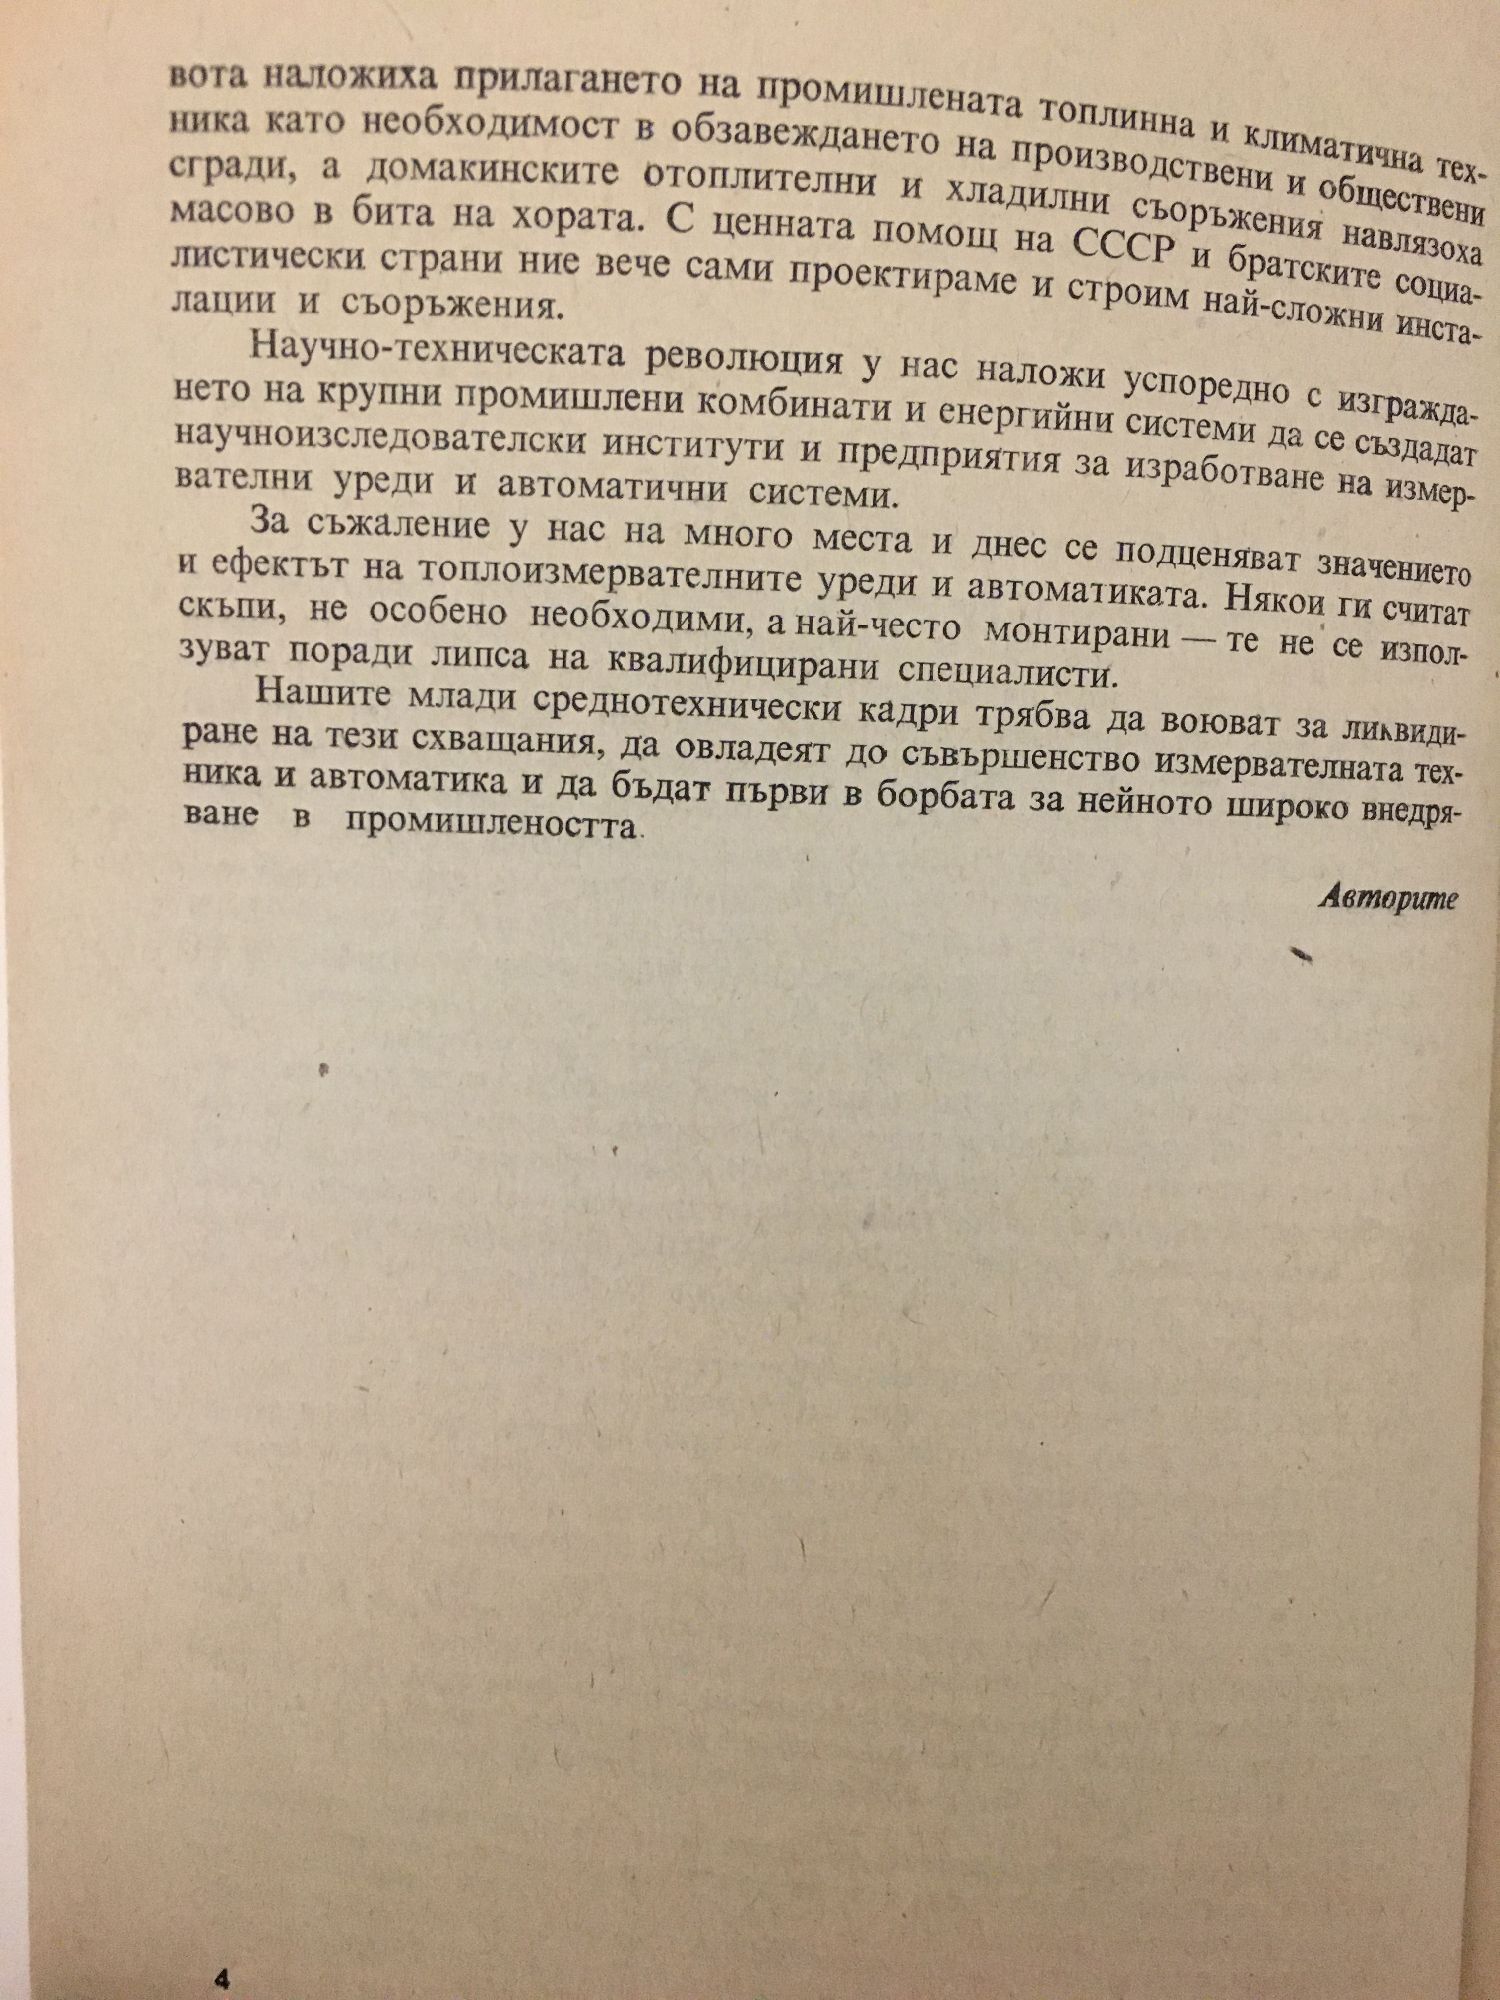 вота наложиха прилагането на промишлената топлинна и климатична тех-
ника като необходимост в обзавеждането на производствени и обществени
сгради, а домакинските отоплителни и хладилни съоръжения навлязоха
масово в бита на хората. С ценната помощ на СССР и братските социа-
листически страни ние вече сами проектираме и строим най-сложни инста-
лации и съоръжения.
Научно-техническата революция у нас наложи успоредно с изгражда-
нето на крупни промишлени комбинати и енергийни системи да се създадат
научноизследователски институти и предприятия за изработване на измер-
вателни уреди и автоматични системи.
За съжаление у нас на много места и днес се подценяват значението
и ефектът на топлоизмервателните уреди и автоматиката. Някои ги считат
скъпи, не особено необходими, а най-често монтирани — те не се изпол-
зуват поради липса на квалифицирани специалисти.
Нашите млади среднотехнически кадри трябва да воюват за ликвиди-
ране на тези схващания, да овладеят до съвършенство измервателната тех-
ника и автоматика и да бъдат първи в борбата за нейното широко внедря-
ване в промишлеността.
Авторите
4